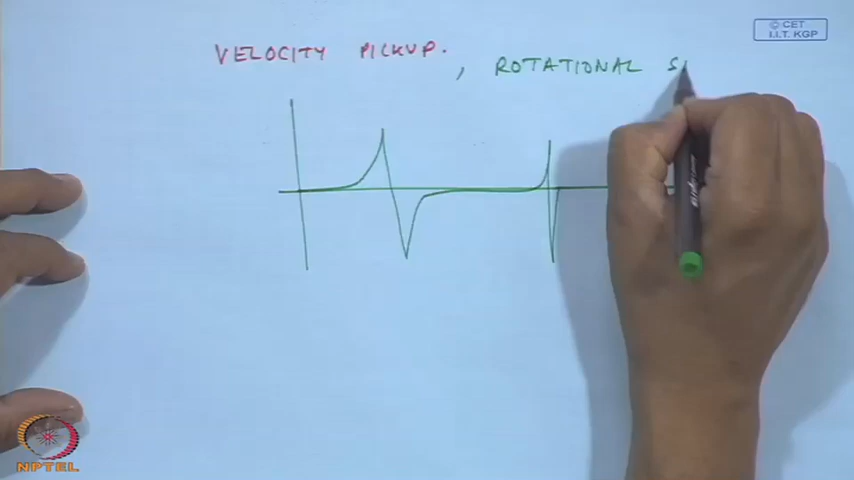 © CET
I.I.T. KGP
VELOCITY PICKUP.
, ROTATIONAL
NPTEL